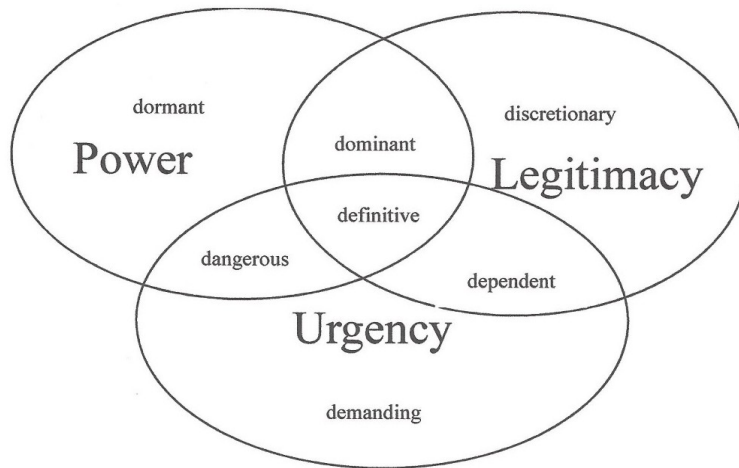 dormant
discretionary
dominant
Power
Legitimacy
definitive
dangerous
dependent
Urgency
demanding